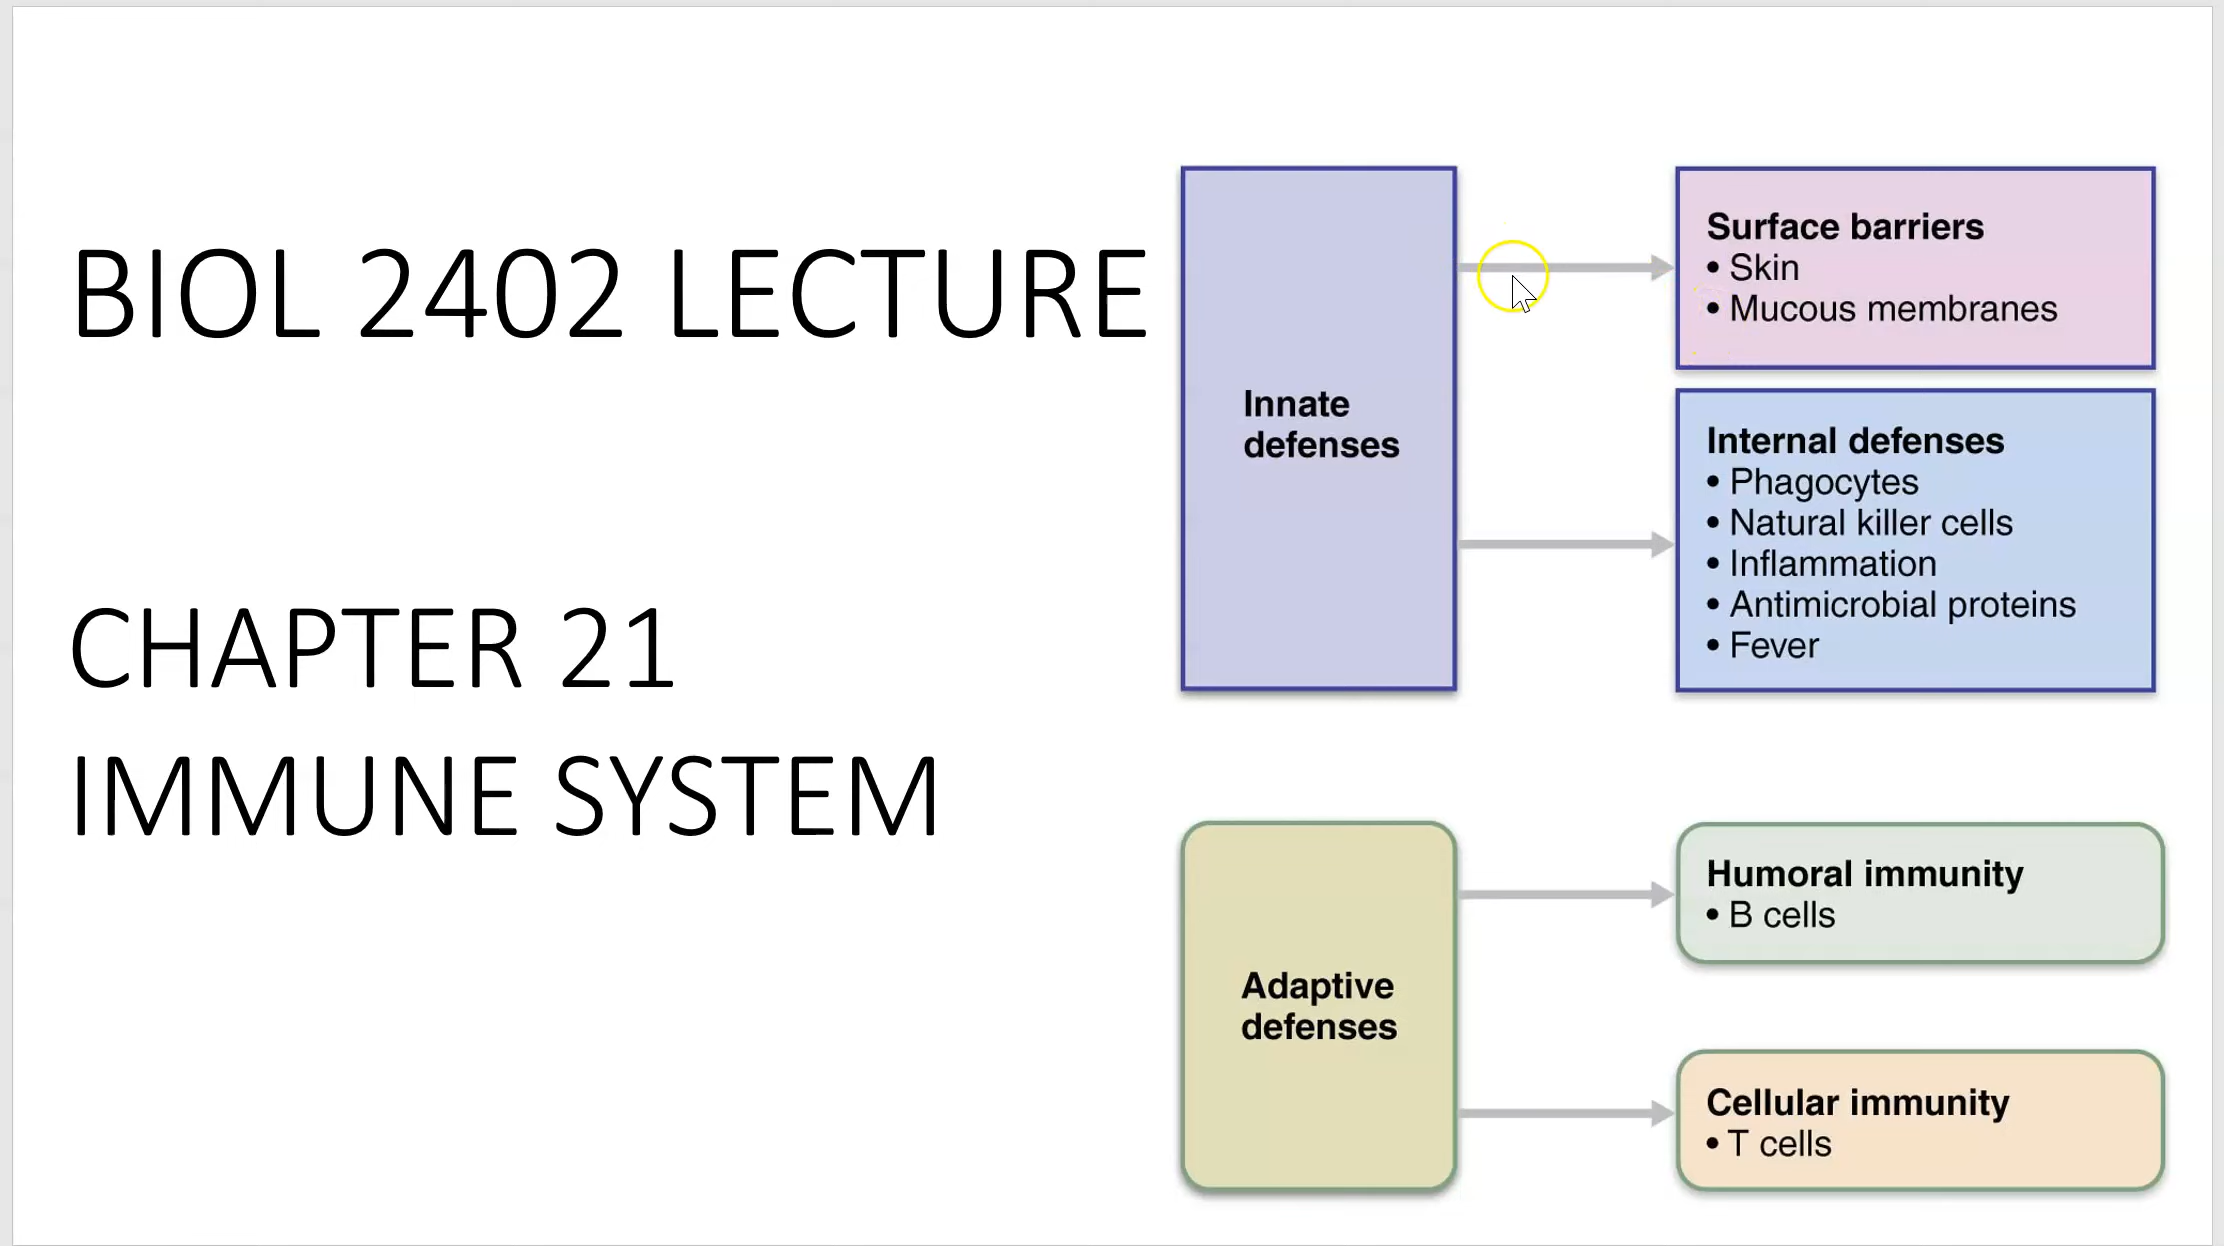 BIOL 2402 LECTURE
CHAPTER 21
IMMUNE SYSTEM
Innate
defenses
Surface barriers
• Skin
• Mucous membranes
Internal defenses
• Phagocytes
• Natural killer cells
• Inflammation
• Antimicrobial proteins
• Fever
Adaptive
defenses
Humoral immunity
• B cells
Cellular immunity
• T cells